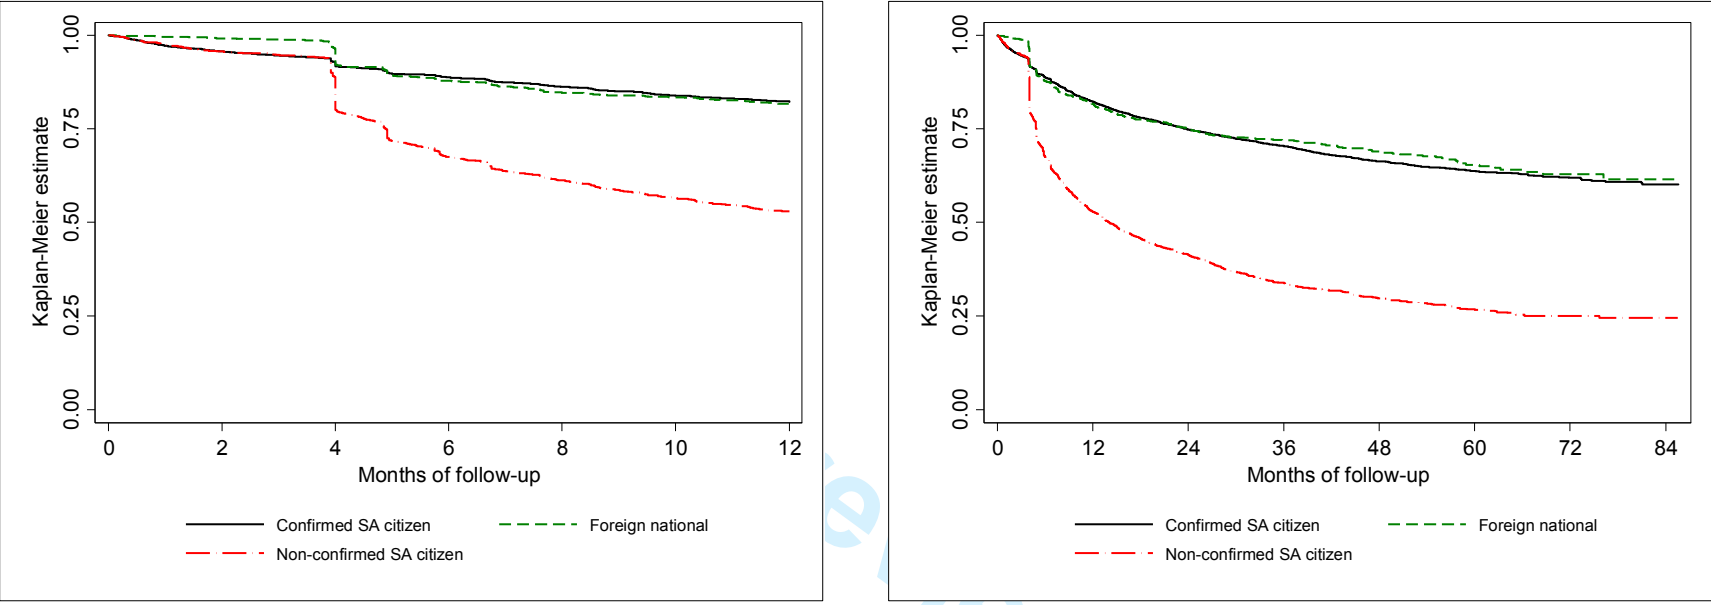 1.00
0.75
0.50
0.25
0.00
Kaplan-Meier estimate
0 2 4 6 8 10 12
Months of follow-up
Confirmed SA citizen Foreign national
Non-confirmed SA citizen
1.00
0.75
0.50
0.25
0.00
Kaplan-Meier estimate
0 12 24 36 48 60 72 84
Months of follow-up
Confirmed SA citizen Foreign national
Non-confirmed SA citizen